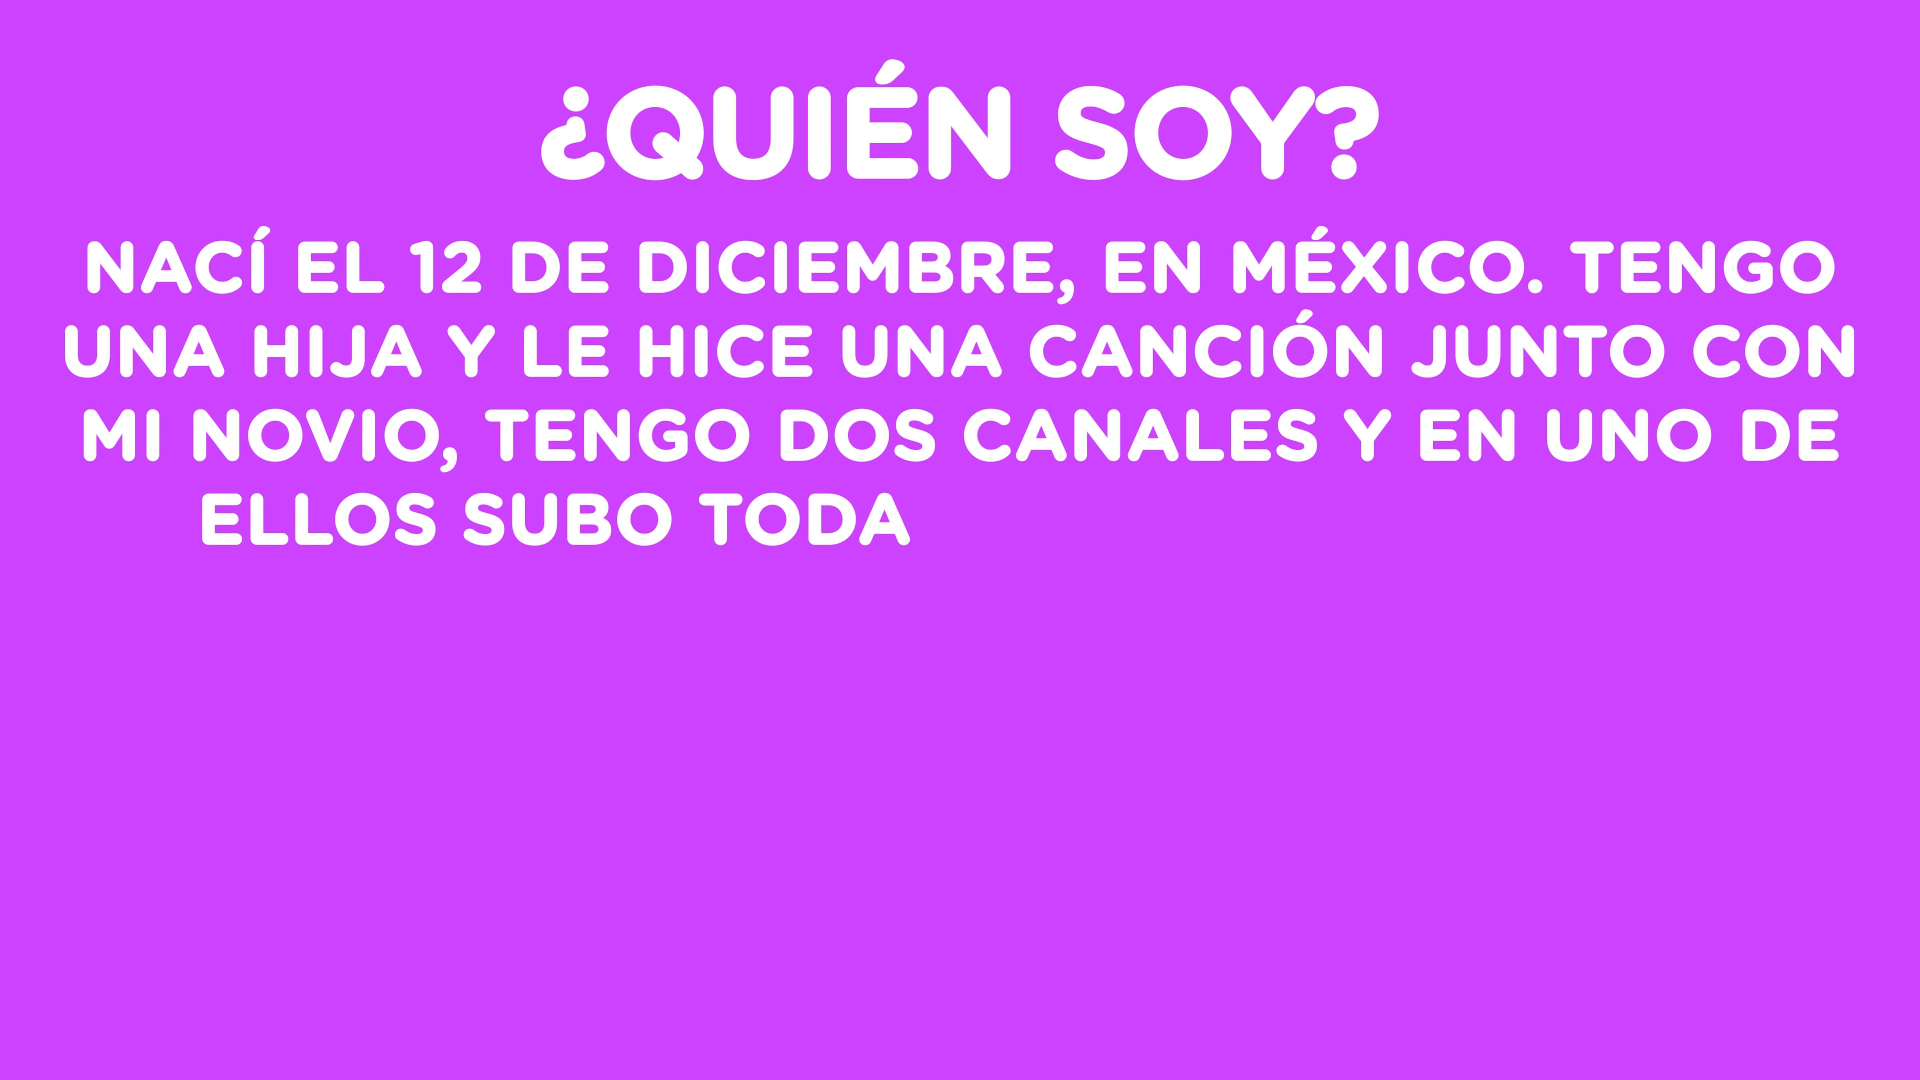 ¿QUIÉN SOY?
NACÍ EL 12 DE DICIEMBRE, EN MÉXICO. TENGO
UNA HIJA Y LE HICE UNA CANCIÓN JUNTO CON
MI NOVIO, TENGO DOS CANALES Y EN UNO DE
ELLOS SUBO TODA